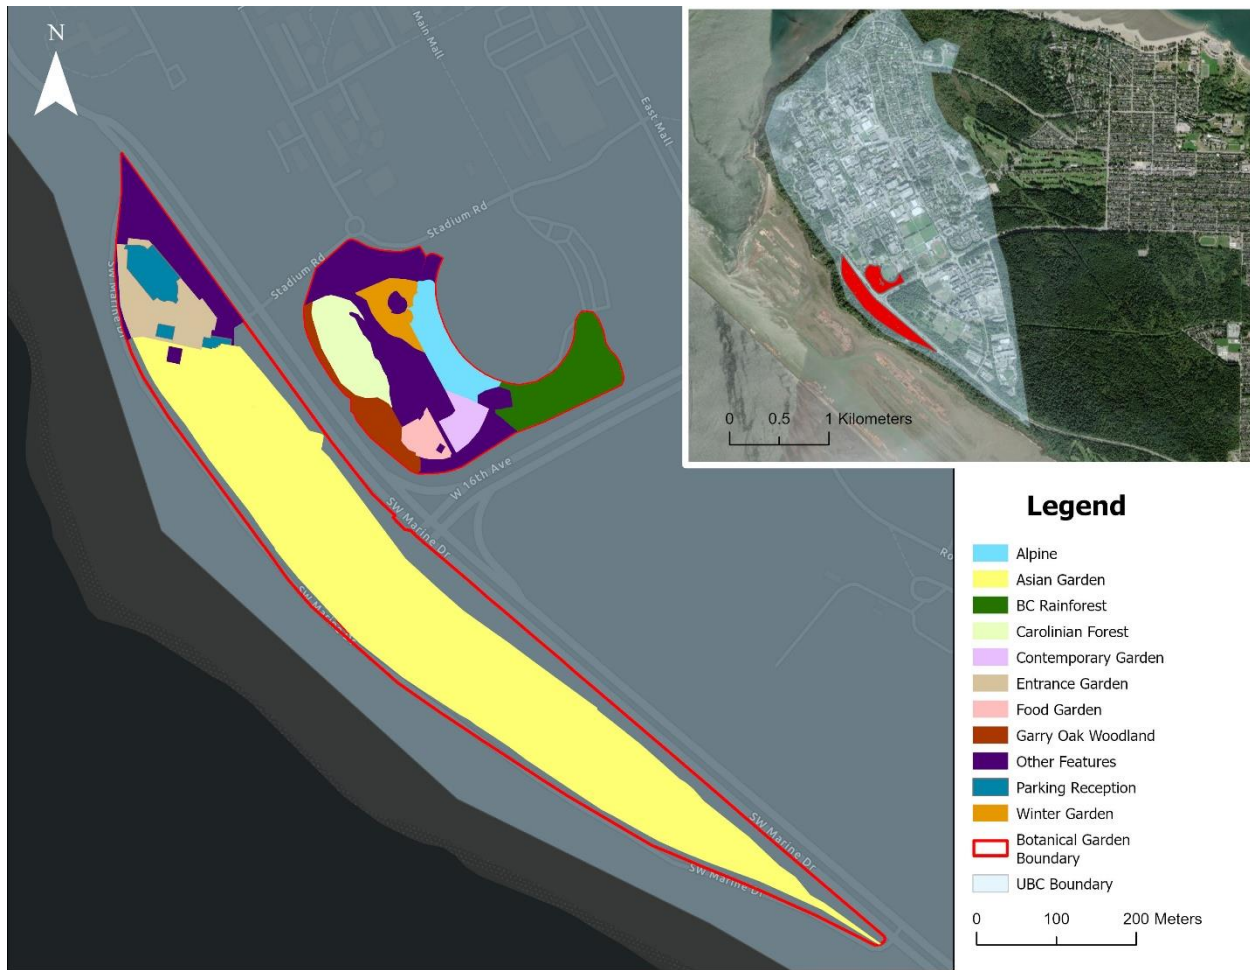 N
Main Mall
East Mall
Stadium Rd
Stadium Rd
SW Marine Dr
W 16th Ave
SW Marine Dr
SW Marine Dr
SW Marine Dr
0 0.5 1 Kilometers
Legend
Alpine
Asian Garden
BC Rainforest
Carolinian Forest
Contemporary Garden
Entrance Garden
Food Garden
Garry Oak Woodland
Other Features
Parking Reception
Winter Garden
Botanical Garden
Boundary
UBC Boundary
0 100 200 Meters